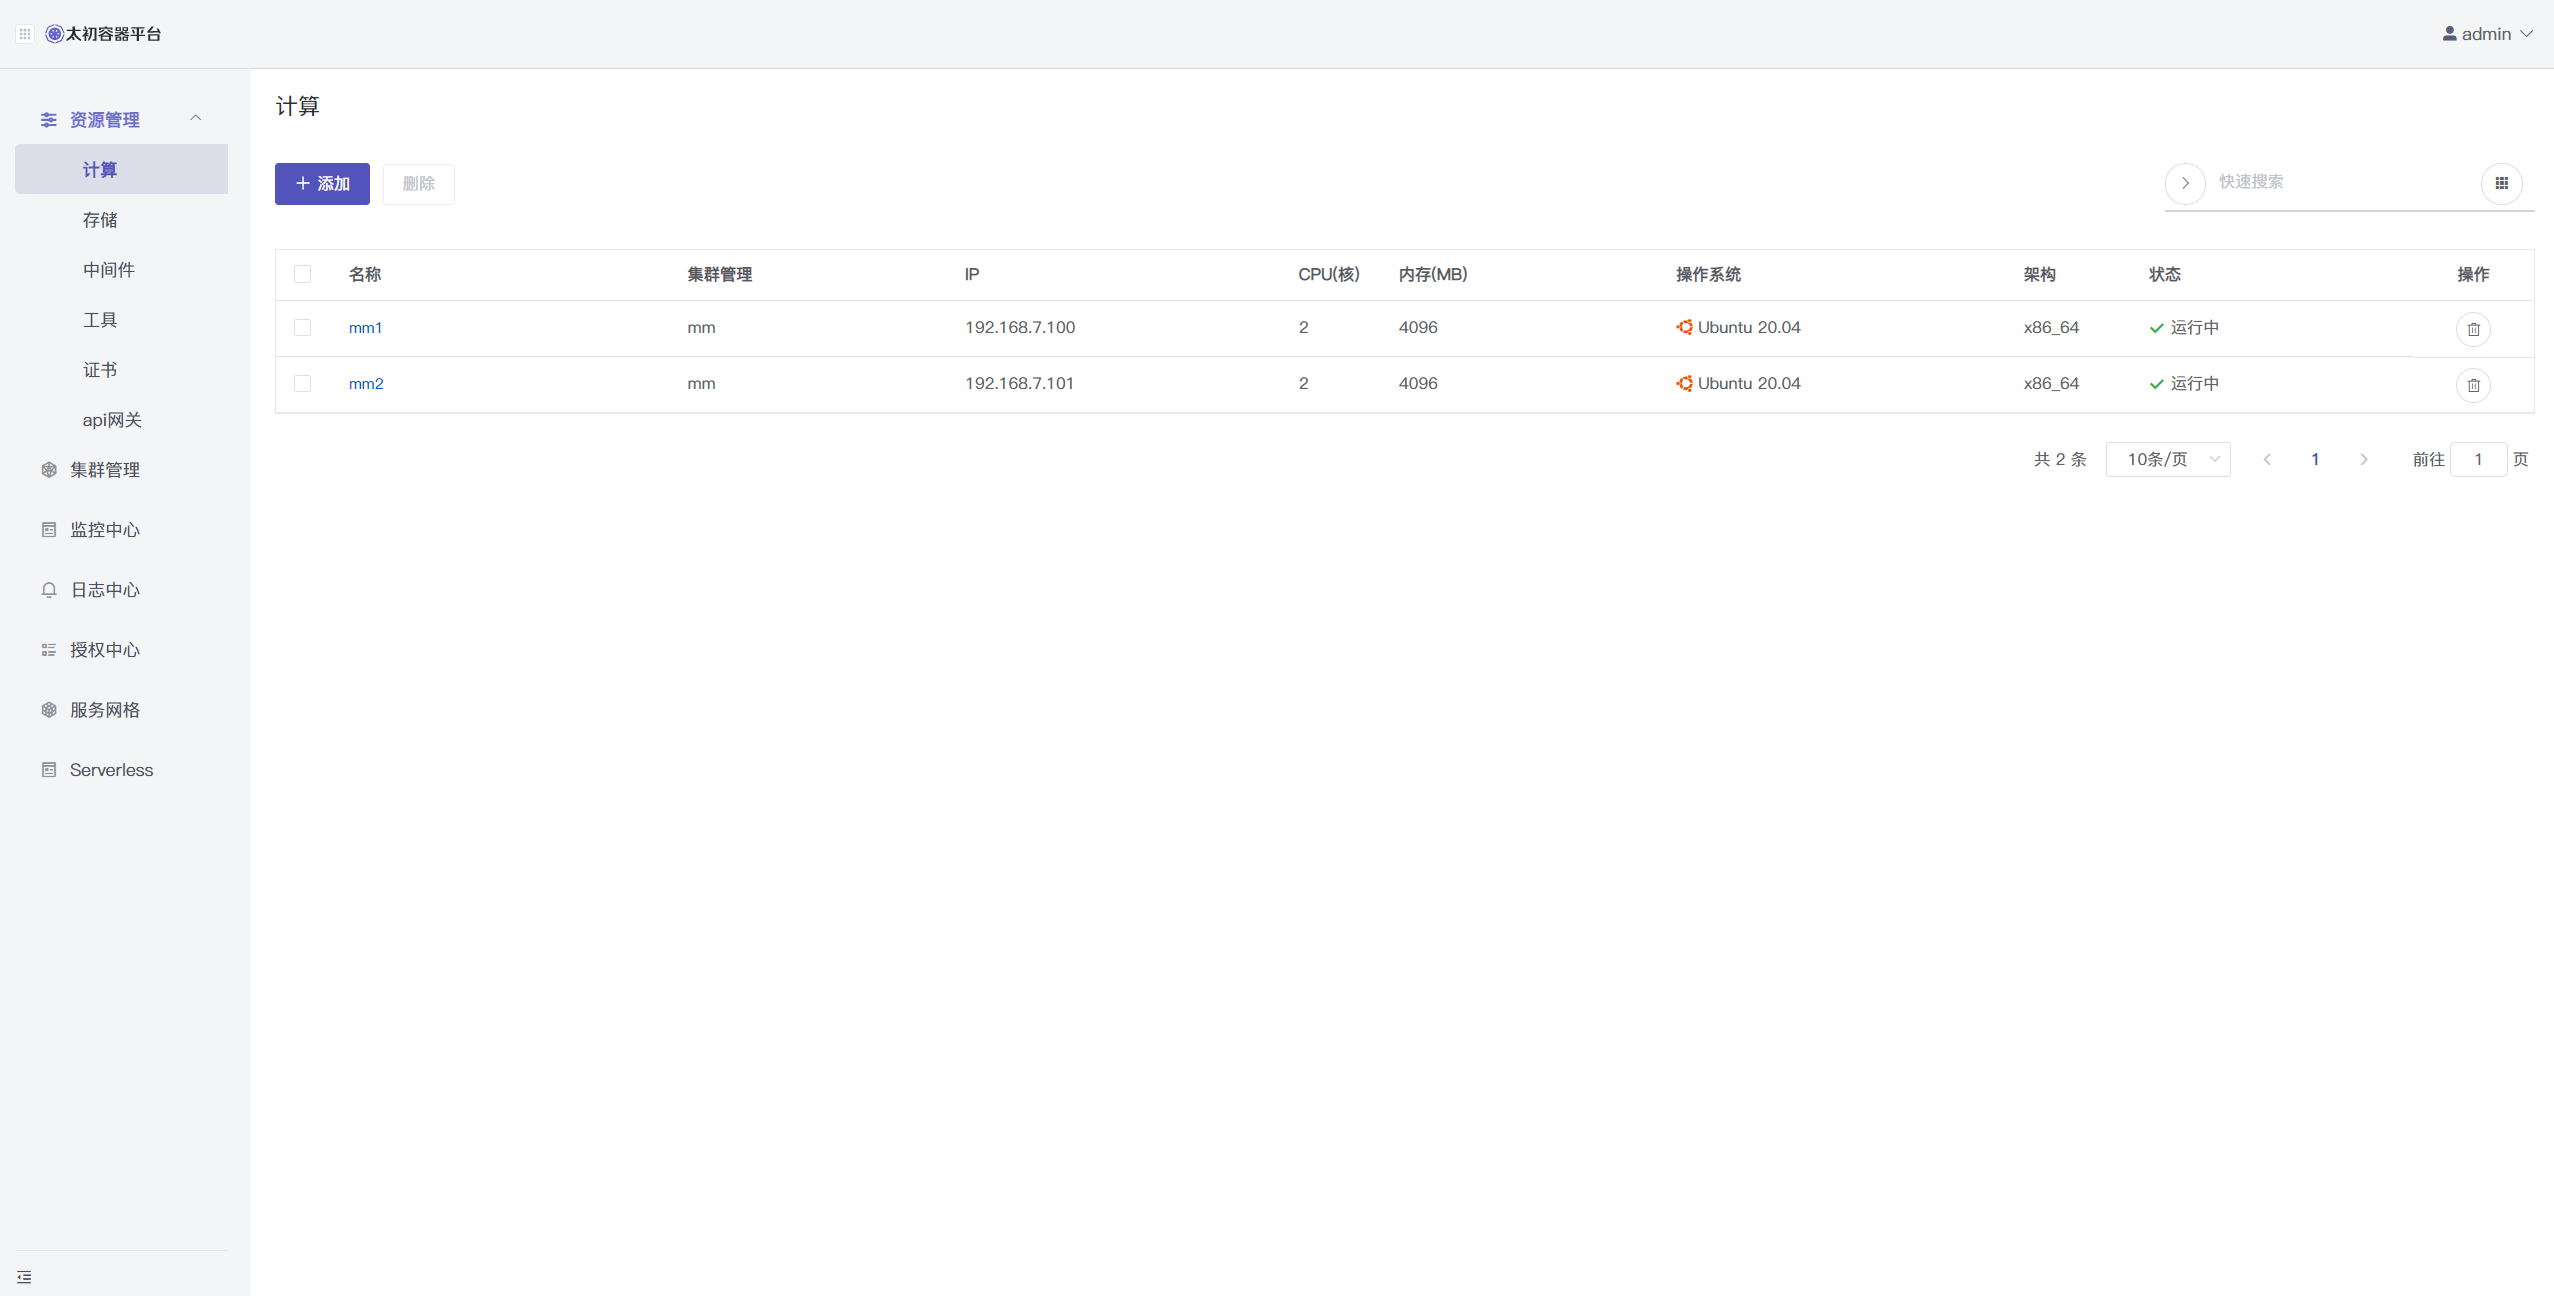 太初容器平台
admin
资源管理
计算
存储
中间件
工具
证书
api网关
集群管理
监控中心
日志中心
授权中心
服务网格
Serverless
计算
添加 删除 快速搜索
名称 集群管理 IP CPU(核) 内存(MB) 操作系统 架构 状态 操作
mm1 mm 192.168.7.100 2 4096 Ubuntu 20.04 x86_64 运行中
mm2 mm 192.168.7.101 2 4096 Ubuntu 20.04 x86_64 运行中
共 2 条 10条/页 1 前往 1 页